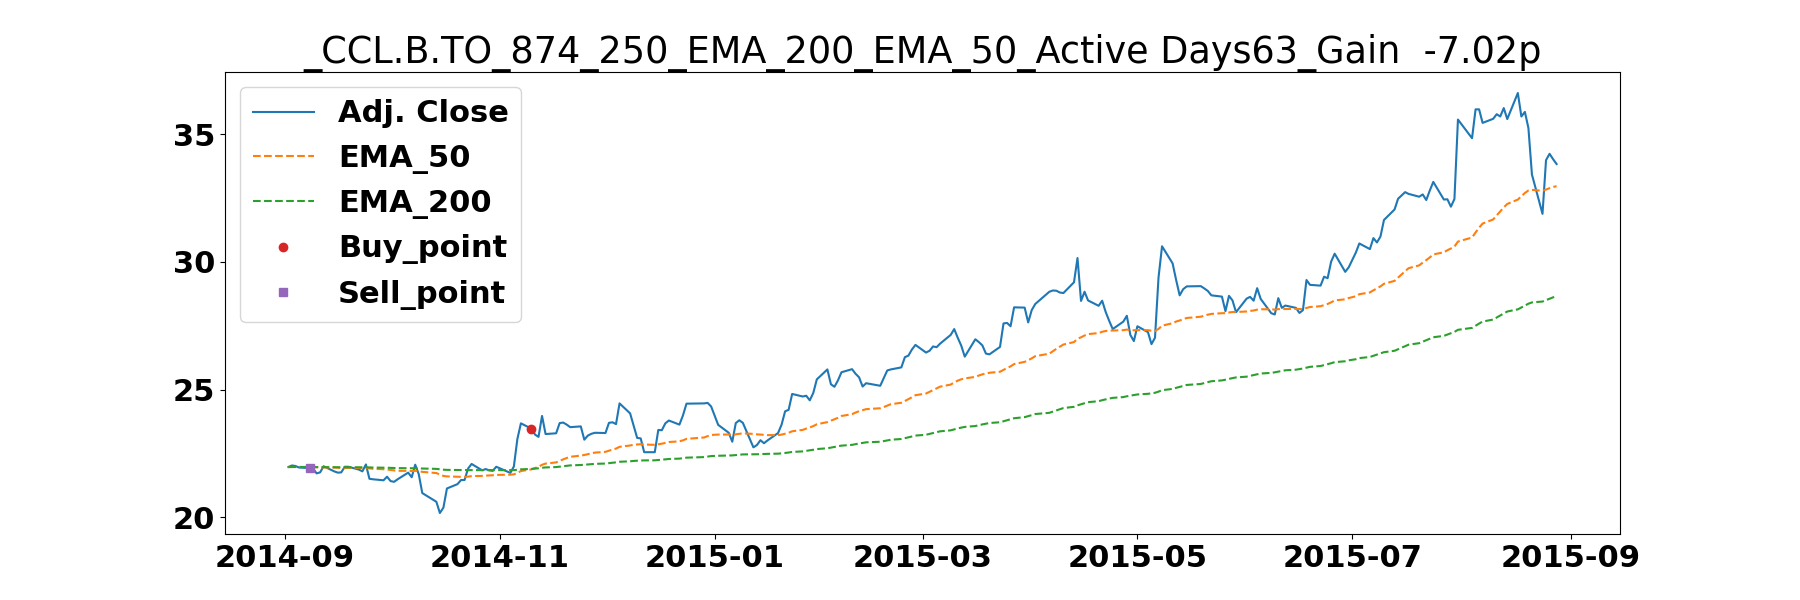 _CCL.B.TO_874_250_EMA_200_EMA_50_Active Days63_Gain  -7.02p
Adj. Close
EMA_50
EMA_200
Buy_point
Sell_point
35
30
25
20
2014-09 2014-11 2015-01 2015-03 2015-05 2015-07 2015-09